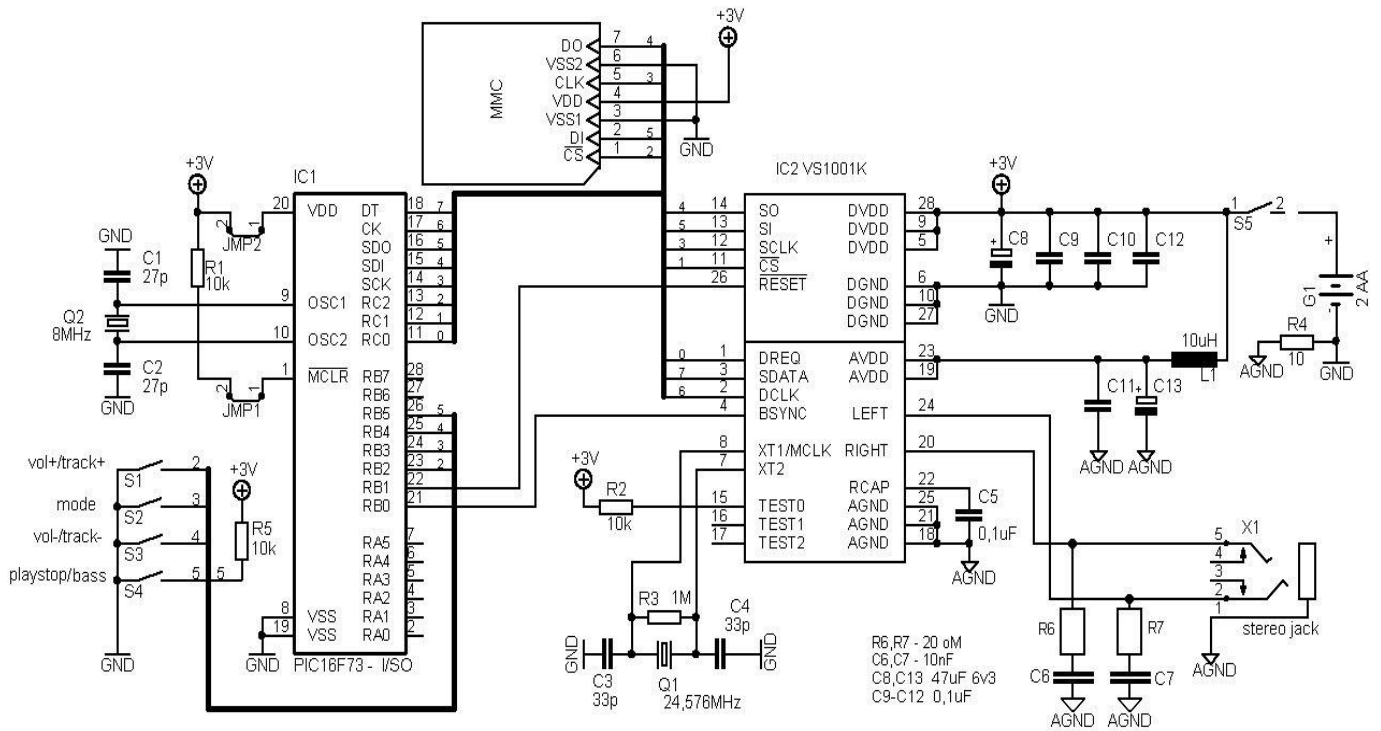 +3V
MMC
DO 7 4
VSS2 6
CLK 5 3
VDD 4
VSS1 3
DI 2 5
CS 1 2
GND
+3V
IC1
JMP2
2 1
R1
10k
GND
C1
27p
Q2
8MHz
C2
27p
GND
JMP1
2 1
20 VDD
9 OSC1
10 OSC2
1 MCLR
8 VSS
19 VSS
GND
DT 18 7
CK 17 6
SDO 16 5
SDI 15 4
SCK 14 3
RC2 13 2
RC1 12 1
RC0 11 0
RB7 28
RB6 27
RB5 26 5
RB4 25 4
RB3 24 3
RB2 23 2
RB1 22
RB0 21
RA5 7
RA4 6
RA3 5
RA2 4
RA1 3
RA0 2
PIC16F73 - I/SO
vol+/track+
S1 2
mode
S2 3
vol-/track-
S3 4
playstop/bass
S4 5 5
+3V
R5
10k
GND
IC2 VS1001K
4 14 SO
5 13 SI
3 12 SCLK
1 11 CS
26 RESET
0 1 DREQ
7 3 SDATA
6 2 DCLK
4 BSYNC
8 XT1/MCLK
7 XT2
15 TEST0
16 TEST1
17 TEST2
DVDD 28
DVDD 9
DVDD 5
DGND 6
DGND 10
DGND 27
AVDD 23
AVDD 19
LEFT 24
RIGHT 20
RCAP 22
AGND 25
AGND 21
AGND 18
+3V
+
C8
C9
C10
C12
GND
1 2
S5
+
G1
-
2 AA
R4
10
AGND
GND
10uH
L1
C11
+
C13
AGND
AGND
C5
0,1uF
AGND
+3V
R2
10k
R3 1M
C4
33p
GND
GND
C3
33p
Q1
24,576MHz
X1
5
4
3
2
1
stereo jack
AGND
R6
R7
C6
C7
AGND
AGND
R6,R7 - 20 oM
C6,C7 - 10nF
C8,C13 47uF 6v3
C9-C12 0,1uF